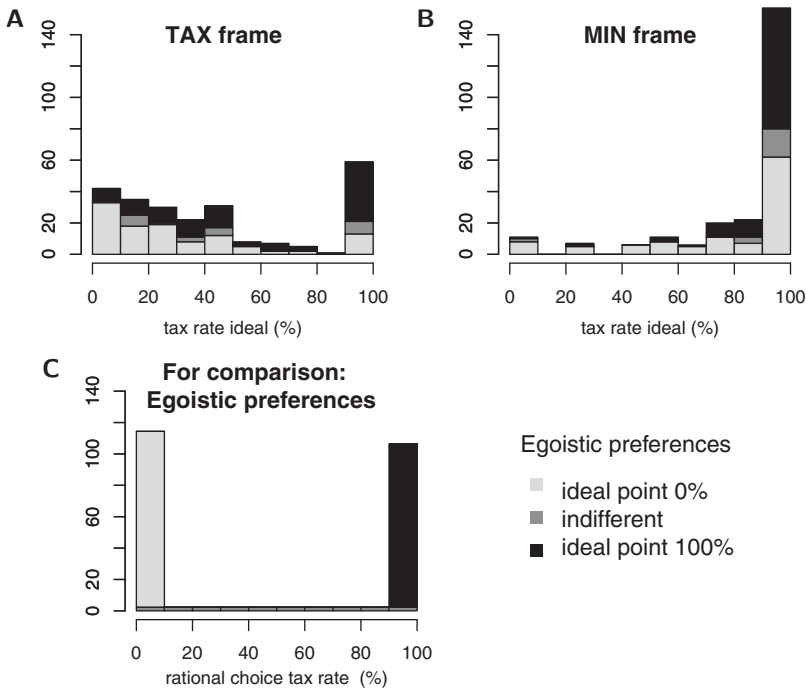 A
TAX frame
140
100
60
20
0
0 20 40 60 80 100
tax rate ideal (%)
B
MIN frame
140
100
60
20
0
0 20 40 60 80 100
tax rate ideal (%)
C
For comparison:
Egoistic preferences
140
100
60
20
0
0 20 40 60 80 100
rational choice tax rate (%)
Egoistic preferences
ideal point 0%
indifferent
ideal point 100%